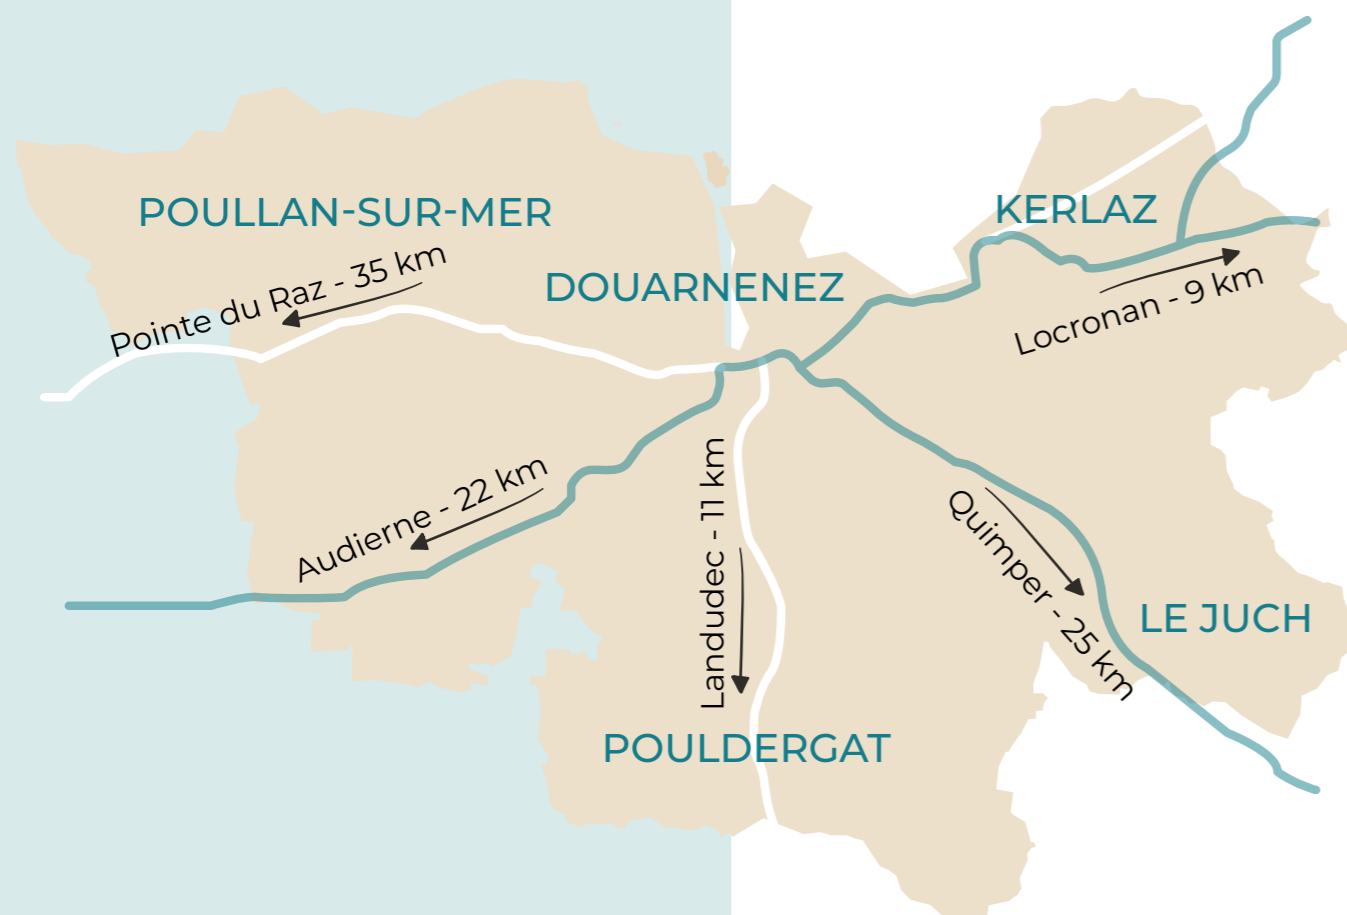 POULLAN-SUR-MER
KERLAZ
Pointe du Raz - 35 km
DOUARNENEZ
Locronan - 9 km
Audierne - 22 km
Landudec - 11 km
Quimper - 25 km
LE JUCH
POULDERGAT